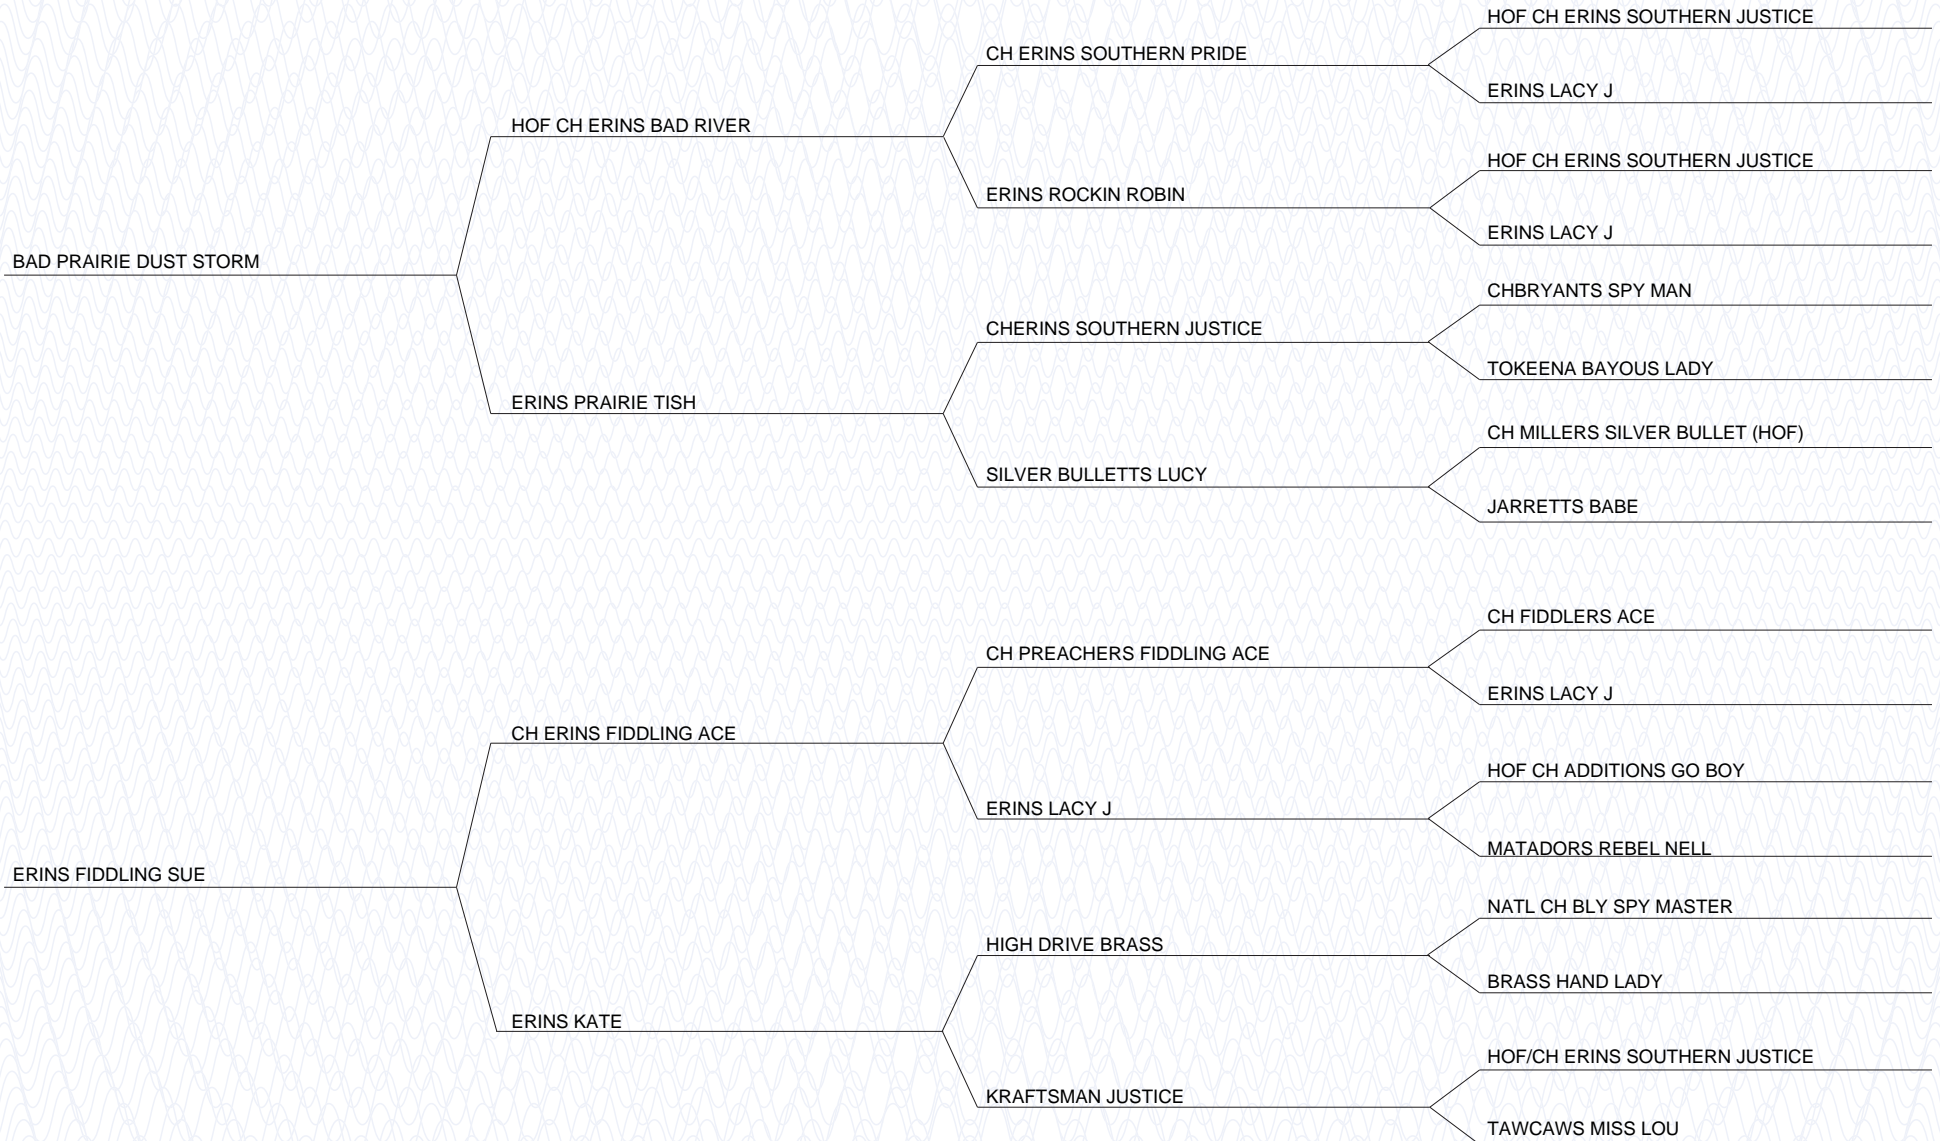 HOF CH ERINS SOUTHERN JUSTICE
CH ERINS SOUTHERN PRIDE
ERINS LACY J
HOF CH ERINS BAD RIVER
HOF CH ERINS SOUTHERN JUSTICE
ERINS ROCKIN ROBIN
ERINS LACY J
BAD PRAIRIE DUST STORM
CHBRYANTS SPY MAN
CHERINS SOUTHERN JUSTICE
TOKEENA BAYOUS LADY
ERINS PRAIRIE TISH
CH MILLERS SILVER BULLET (HOF)
SILVER BULLETTS LUCY
JARRETTS BABE
CH FIDDLERS ACE
CH PREACHERS FIDDLING ACE
ERINS LACY J
CH ERINS FIDDLING ACE
HOF CH ADDITIONS GO BOY
ERINS LACY J
MATADORS REBEL NELL
ERINS FIDDLING SUE
NATL CH BLY SPY MASTER
HIGH DRIVE BRASS
BRASS HAND LADY
ERINS KATE
HOF/CH ERINS SOUTHERN JUSTICE
KRAFTSMAN JUSTICE
TAWCAWS MISS LOU